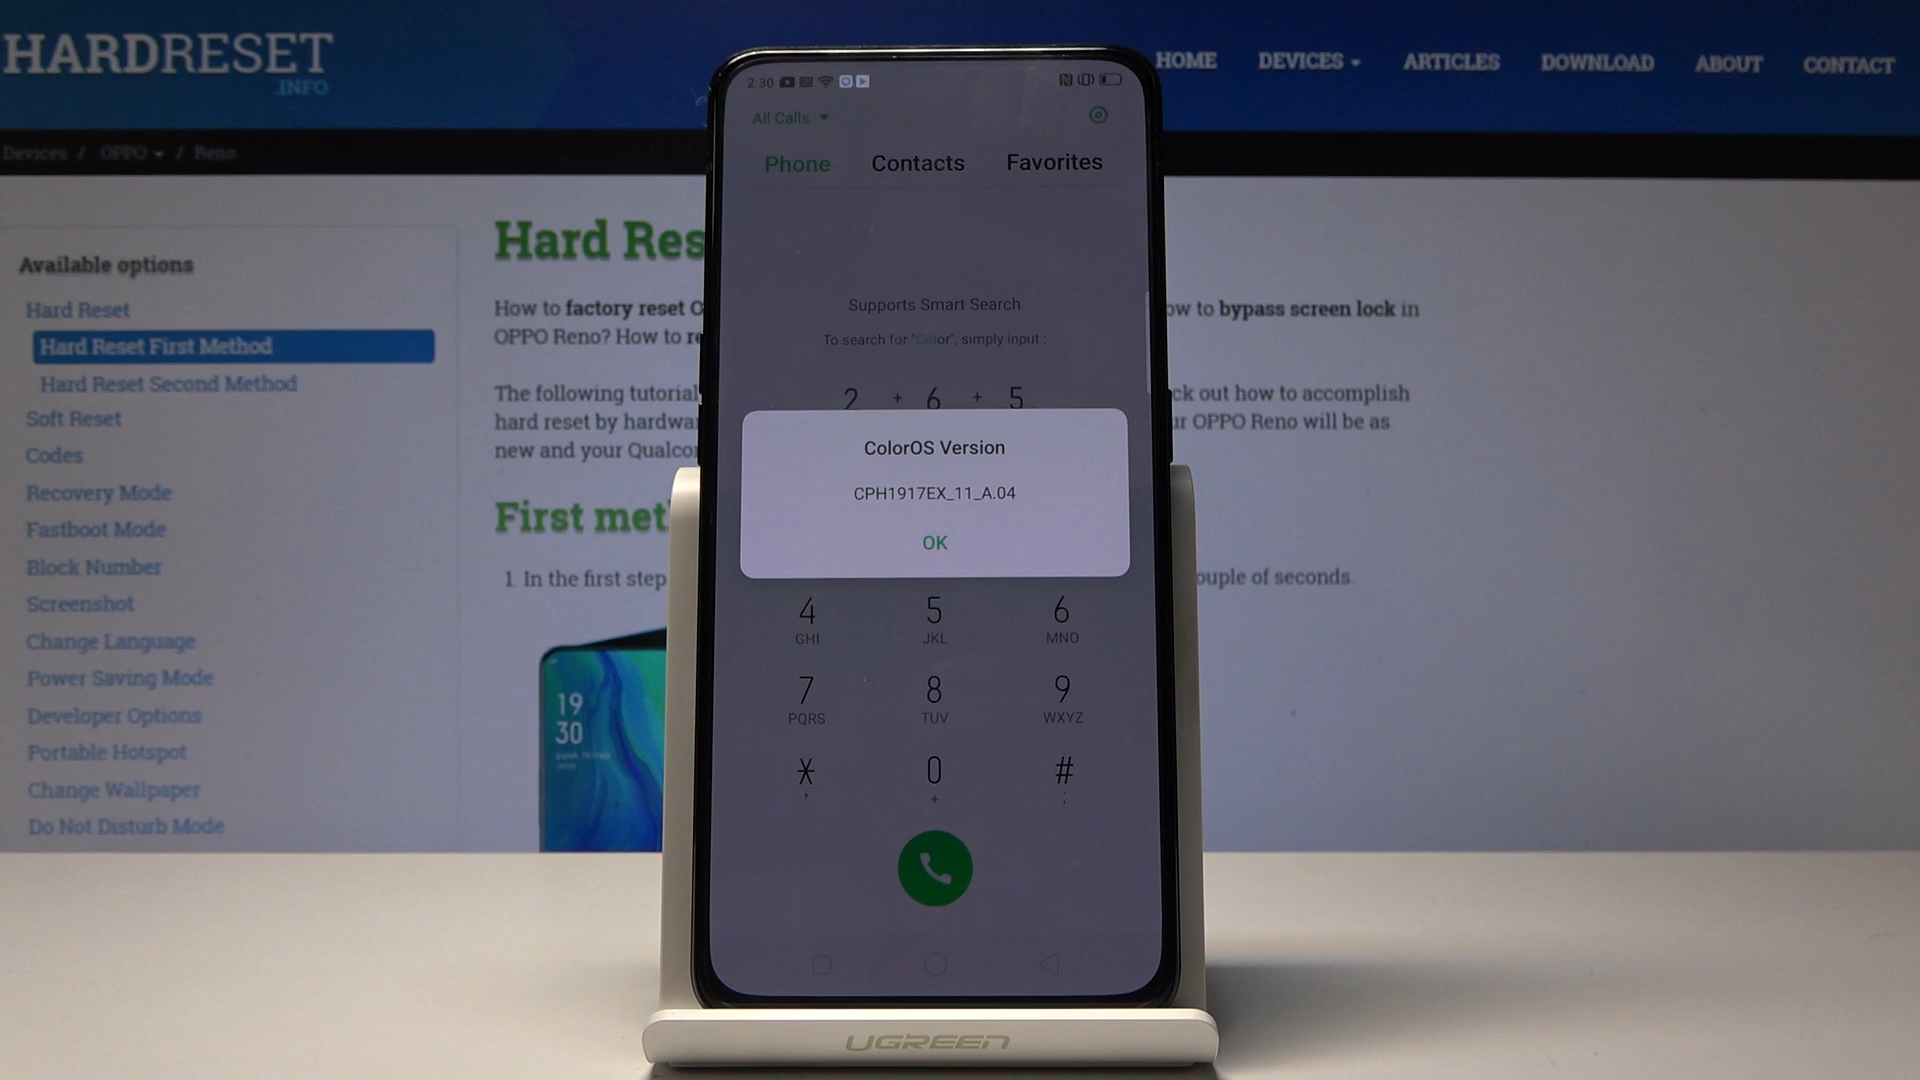 HARDRESET
.INFO
HOME DEVICES ARTICLES DOWNLOAD ABOUT CONTACT
Devices / OPPO / Reno
Available options
Hard Reset
Hard Reset First Method
Hard Reset Second Method
Soft Reset
Codes
Recovery Mode
Fastboot Mode
Block Number
Screenshot
Change Language
Power Saving Mode
Developer Options
Portable Hotspot
Change Wallpaper
Do Not Disturb Mode
Hard Res
How to factory reset O
ow to bypass screen lock in
OPPO Reno? How to re
The following tutorial
ck out how to accomplish
hard reset by hardwa
ur OPPO Reno will be as
new and your Qualco
First met
1. In the first step
ouple of seconds.
19
30
2:30
All Calls
Phone Contacts Favorites
Supports Smart Search
To search for "Color", simply input :
2 + 6 + 5
ColorOS Version
CPH1917EX_11_A.04
OK
4 5 6
GHI JKL MNO
7 8 9
PQRS TUV WXYZ
* 0 #
, + ;
UGREEN